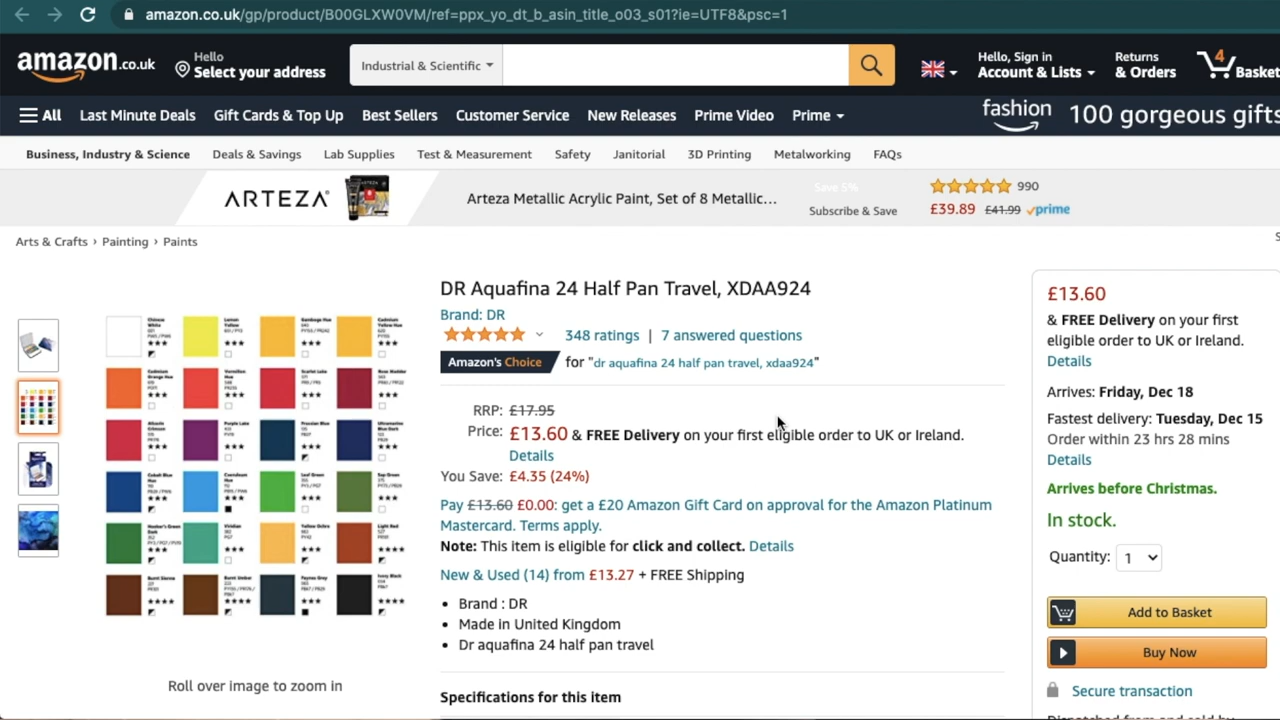 amazon.co.uk/gp/product/B00GLXW0VM/ref=ppx_yo_dt_b_asin_title_o03_s01?ie=UTF8&psc=1
amazon.co.uk
Hello
Select your address
Industrial & Scientific
Hello, Sign in
Account & Lists
Returns
& Orders
4
Basket
All Last Minute Deals Gift Cards & Top Up Best Sellers Customer Service New Releases Prime Video Prime
fashion 100 gorgeous gifts
Business, Industry & Science Deals & Savings Lab Supplies Test & Measurement Safety Janitorial 3D Printing Metalworking FAQs
ARTEZA
Arteza Metallic Acrylic Paint, Set of 8 Metallic...
Save 5%
Subscribe & Save
990
£39.89 £41.99 prime
Arts & Crafts › Painting › Paints
DR Aquafina 24 Half Pan Travel, XDAA924
Brand: DR
348 ratings | 7 answered questions
Amazon's Choice for "dr aquafina 24 half pan travel, xdaa924"
RRP: £17.95
Price: £13.60 & FREE Delivery on your first eligible order to UK or Ireland.
Details
You Save: £4.35 (24%)
Pay £13.60 £0.00: get a £20 Amazon Gift Card on approval for the Amazon Platinum
Mastercard. Terms apply.
Note: This item is eligible for click and collect. Details
New & Used (14) from £13.27 + FREE Shipping
Brand : DR
Made in United Kingdom
Dr aquafina 24 half pan travel
Specifications for this item
Roll over image to zoom in
£13.60
& FREE Delivery on your first
eligible order to UK or Ireland.
Details
Arrives: Friday, Dec 18
Fastest delivery: Tuesday, Dec 15
Order within 23 hrs 28 mins
Details
Arrives before Christmas.
In stock.
Quantity: 1
Add to Basket
Buy Now
Secure transaction